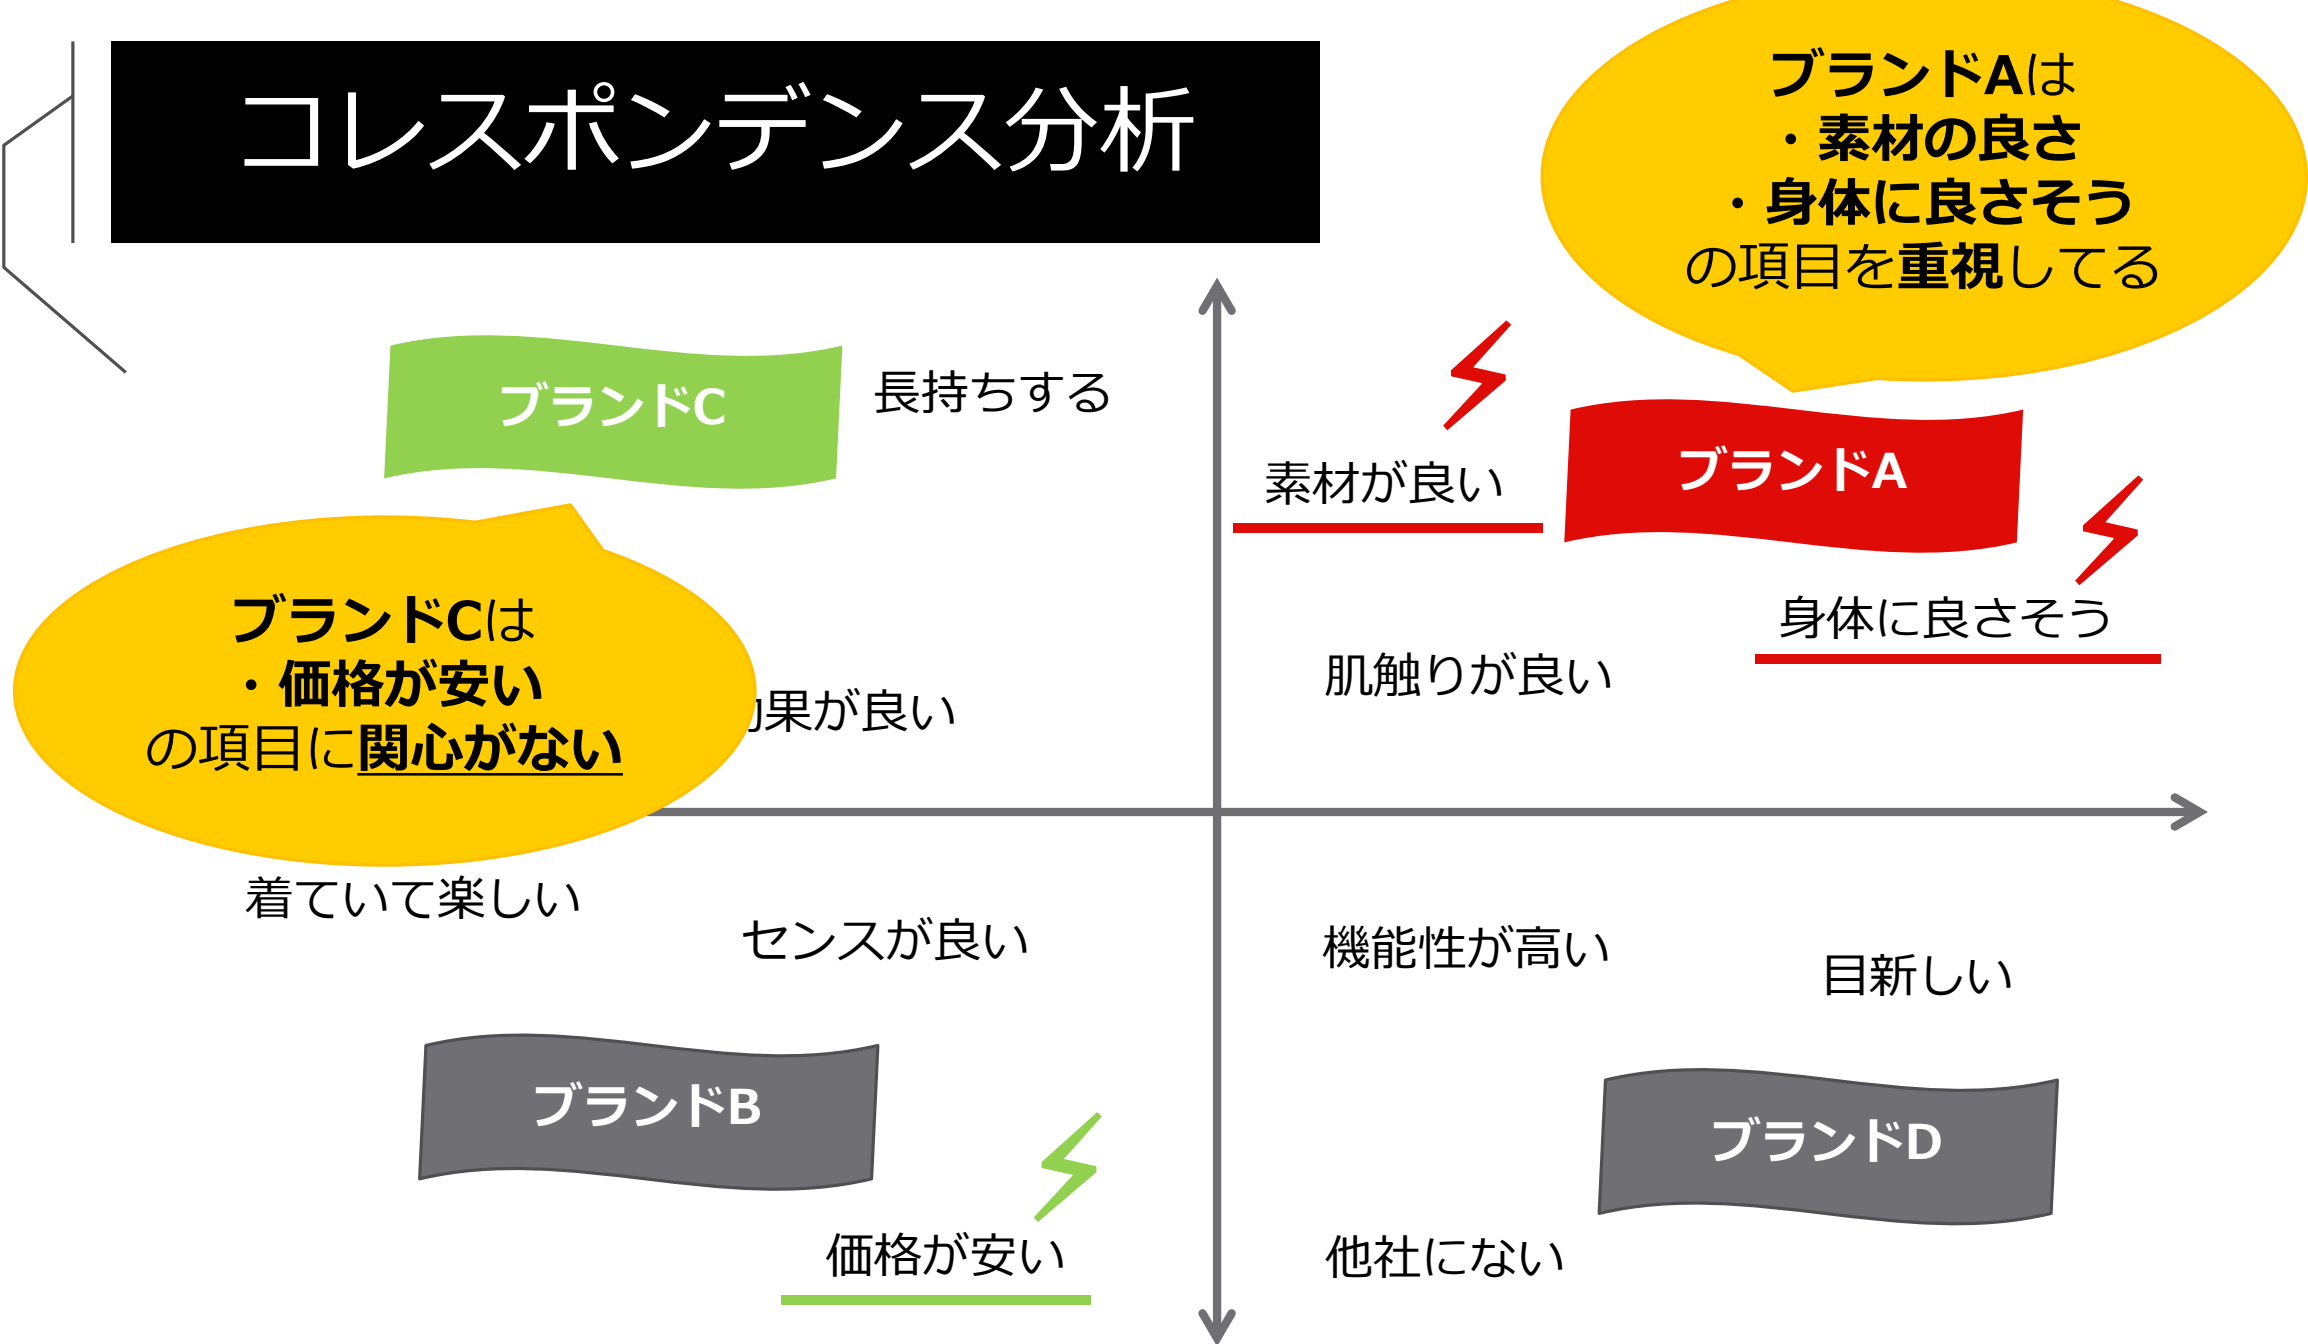 コレスポンデンス分析
ブランドAは
・素材の良さ
・身体に良さそう
の項目を重視してる
ブランドC
長持ちする
素材が良い
ブランドA
身体に良さそう
肌触りが良い
ブランドCは
・価格が安い
の項目に関心がない
果が良い
着ていて楽しい
センスが良い
機能性が高い
目新しい
ブランドB
ブランドD
価格が安い
他社にない